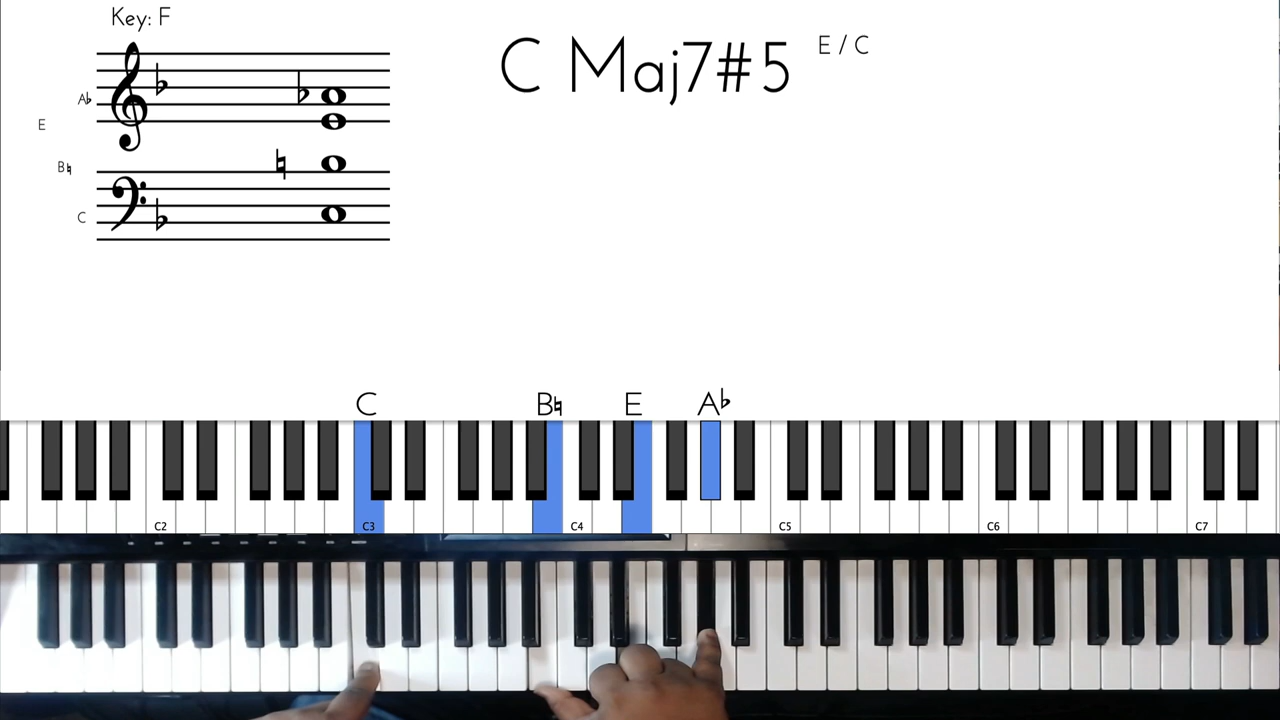 Key: F
C Maj7#5 E / C
A♭
E
B♮
C
C B♮ E A♭
C2 C3 C4 C5 C6 C7